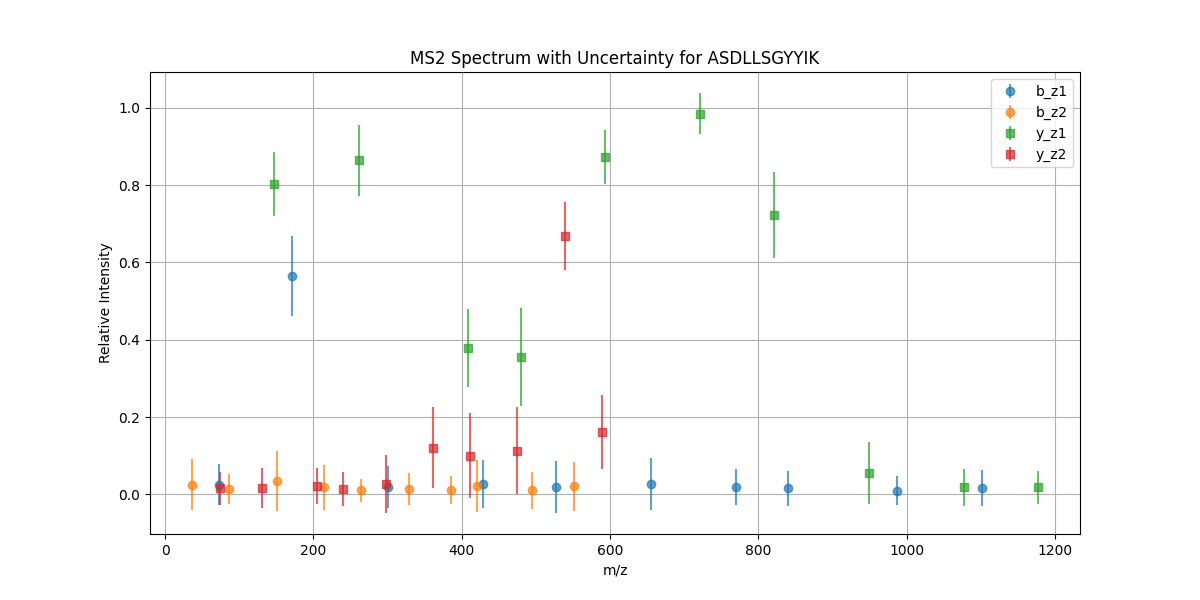 MS2 Spectrum with Uncertainty for ASDLLSGYYIK
b_z1
b_z2
y_z1
y_z2
Relative Intensity
1.0
0.8
0.6
0.4
0.2
0.0
0 200 400 600 800 1000 1200
m/z